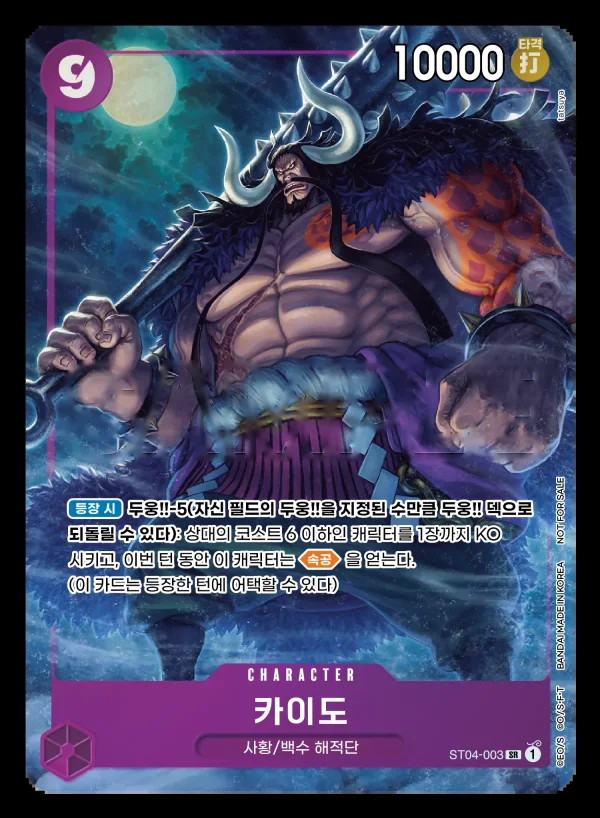 9
10000
타격
打
tatsuya
등장 시 두웅!!-5(자신 필드의 두웅!!을 지정된 수만큼 두웅!! 덱으로
되돌릴 수 있다): 상대의 코스트 6 이하인 캐릭터를 1장까지 KO
시키고, 이번 턴 동안 이 캐릭터는 속공 을 얻는다.
(이 카드는 등장한 턴에 어택할 수 있다)
CHARACTER
카이도
사황/백수 해적단
ST04-003 SR 1
©EO/S ©O/S·F·T BANDAI MADE IN KOREA NOT FOR SALE